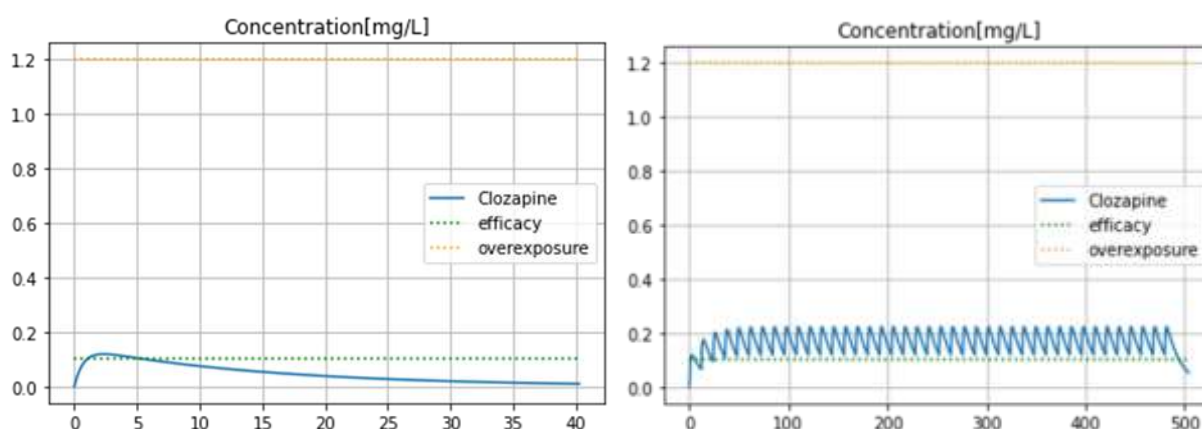 Concentration[mg/L]
1.2
1.0
0.8
0.6
0.4
0.2
0.0
Clozapine
efficacy
overexposure
0 5 10 15 20 25 30 35 40
Concentration[mg/L]
1.2
1.0
0.8
0.6
0.4
0.2
0.0
Clozapine
efficacy
overexposure
0 100 200 300 400 500